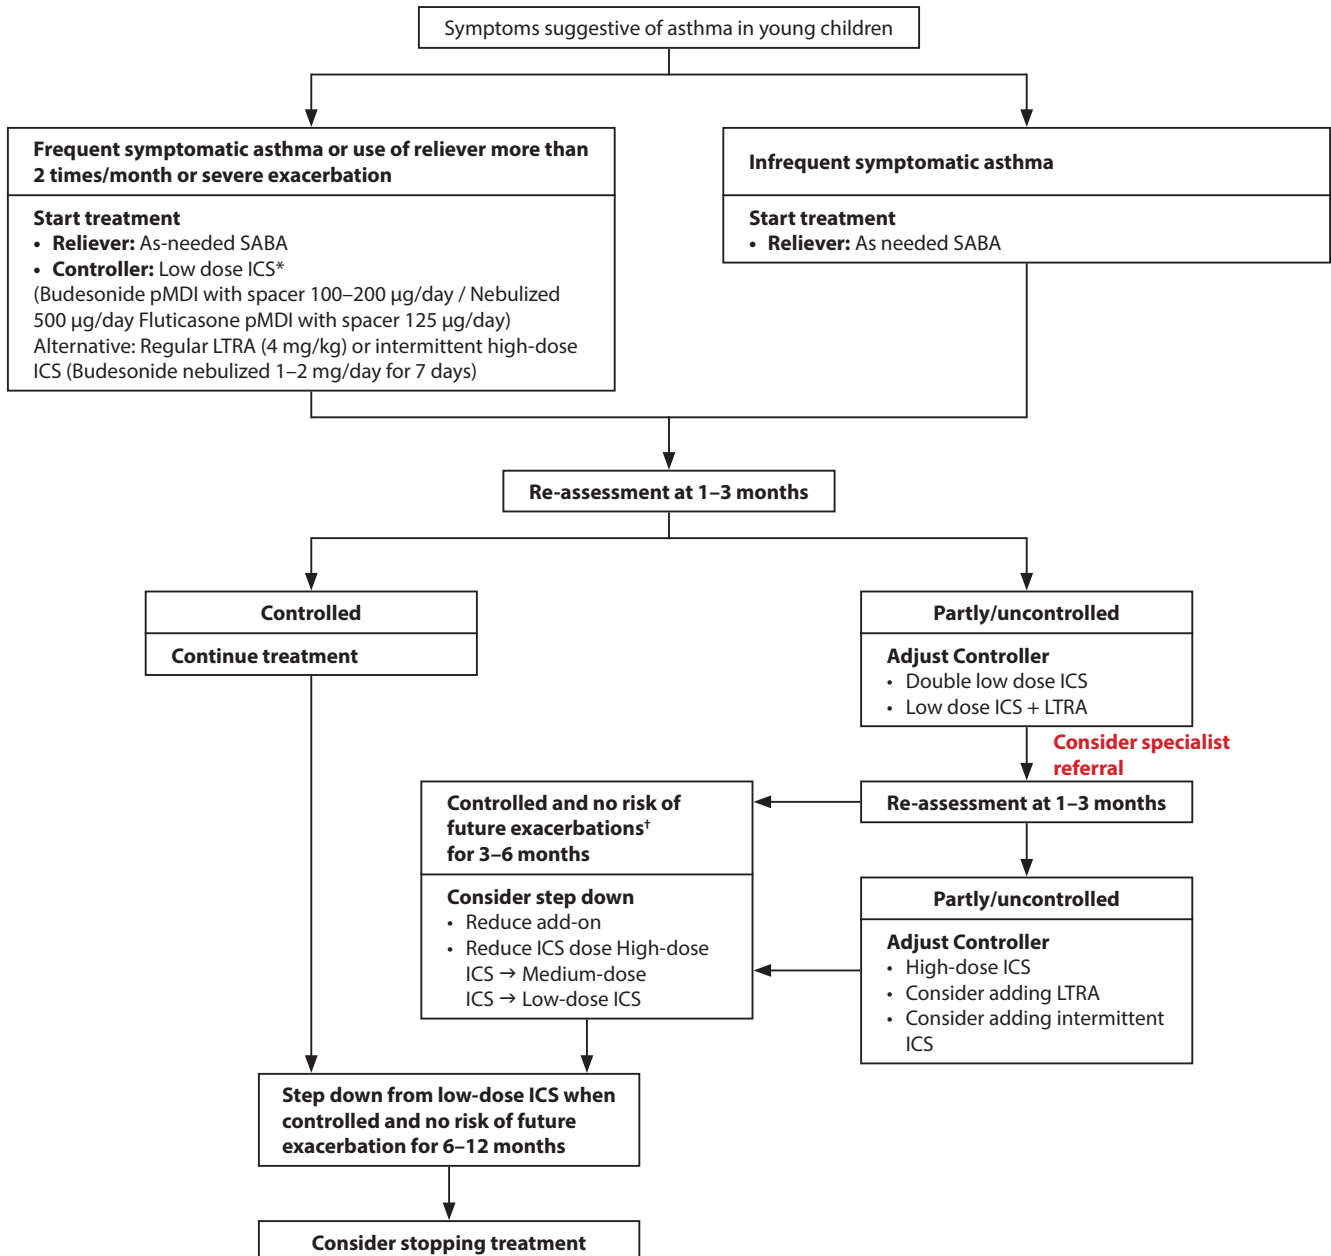 Symptoms suggestive of asthma in young children
Frequent symptomatic asthma or use of reliever more than
2 times/month or severe exacerbation
Start treatment
• Reliever: As-needed SABA
• Controller: Low dose ICS*
(Budesonide pMDI with spacer 100–200 µg/day / Nebulized
500 µg/day Fluticasone pMDI with spacer 125 µg/day)
Alternative: Regular LTRA (4 mg/kg) or intermittent high-dose
ICS (Budesonide nebulized 1–2 mg/day for 7 days)
Infrequent symptomatic asthma
Start treatment
• Reliever: As needed SABA
Re-assessment at 1–3 months
Controlled
Continue treatment
Partly/uncontrolled
Adjust Controller
• Double low dose ICS
• Low dose ICS + LTRA
Consider specialist
referral
Re-assessment at 1–3 months
Controlled and no risk of
future exacerbations†
for 3–6 months
Consider step down
• Reduce add-on
• Reduce ICS dose High-dose
ICS → Medium-dose
ICS → Low-dose ICS
Partly/uncontrolled
Adjust Controller
• High-dose ICS
• Consider adding LTRA
• Consider adding intermittent
ICS
Step down from low-dose ICS when
controlled and no risk of future
exacerbation for 6–12 months
Consider stopping treatment